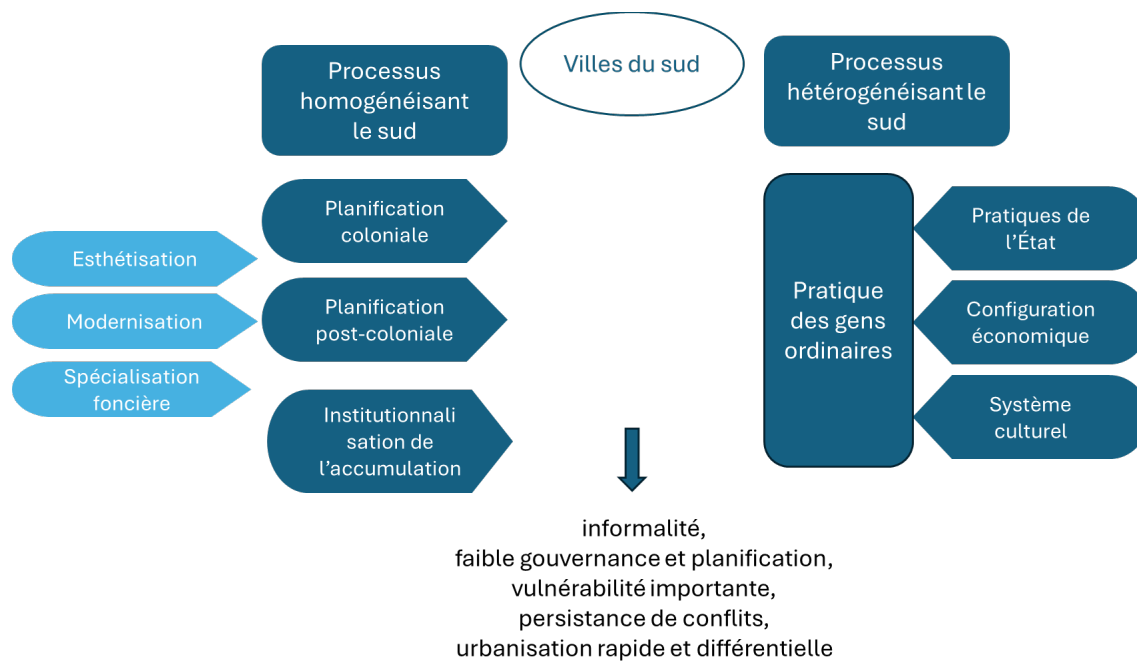 Villes du sud
Processus
homogénéisant
le sud
Processus
hétérogénéisant le
sud
Esthétisation
Modernisation
Spécialisation
foncière
Planification
coloniale
Planification
post-coloniale
Institutionnali
sation de
l’accumulation
Pratique
des gens
ordinaires
Pratiques de
l’État
Configuration
économique
Système
culturel
informalité,
faible gouvernance et planification,
vulnérabilité importante,
persistance de conflits,
urbanisation rapide et différentielle